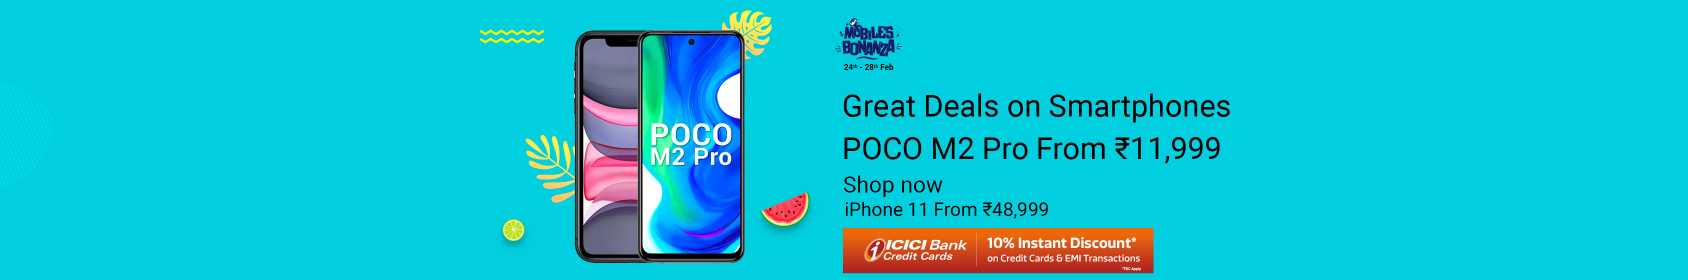 MOBILES
BONANZA
24th - 28th Feb
Great Deals on Smartphones
POCO M2 Pro From ₹11,999
Shop now
iPhone 11 From ₹48,999
POCO
M2 Pro
ICICI Bank
Credit Cards
10% Instant Discount*
on Credit Cards & EMI Transactions
*T&C Apply